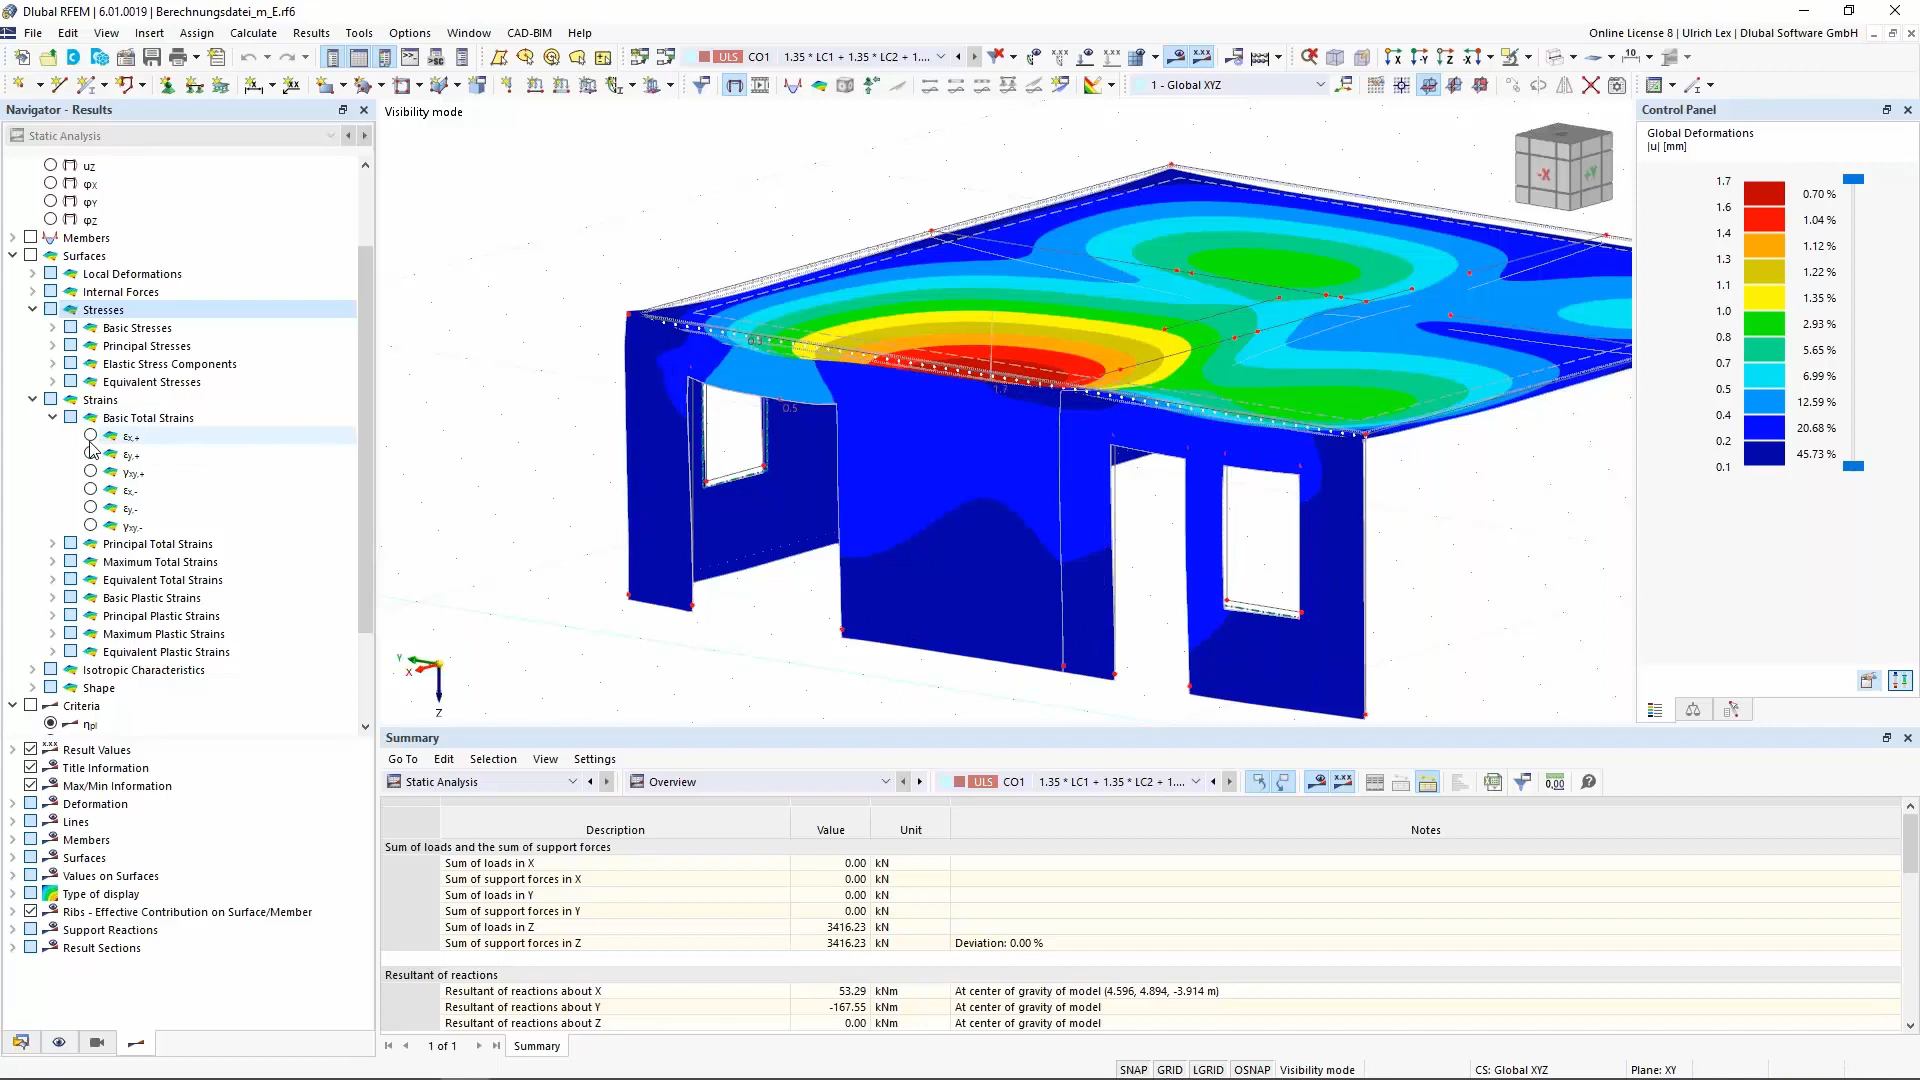 Dlubal RFEM | 6.01.0019 | Berechnungsdatei_m_E.rf6
File Edit View Insert Assign Calculate Results Tools Options Window CAD-BIM Help
Online License 8 | Ulrich Lex | Dlubal Software GmbH
ULS CO1 1.35 * LC1 + 1.35 * LC2 + 1....
1 - Global XYZ
Navigator - Results
Static Analysis
uZ
φX
φY
φZ
Members
Surfaces
Local Deformations
Internal Forces
Stresses
Basic Stresses
Principal Stresses
Elastic Stress Components
Equivalent Stresses
Strains
Basic Total Strains
εx,+
εy,+
γxy,+
εx,-
εy,-
γxy,-
Principal Total Strains
Maximum Total Strains
Equivalent Total Strains
Basic Plastic Strains
Principal Plastic Strains
Maximum Plastic Strains
Equivalent Plastic Strains
Isotropic Characteristics
Shape
Criteria
ηpl
Result Values
Title Information
Max/Min Information
Deformation
Lines
Members
Surfaces
Values on Surfaces
Type of display
Ribs - Effective Contribution on Surface/Member
Support Reactions
Result Sections
Visibility mode
0.5
1.7
-X
+Y
Y
X
Z
Control Panel
Global Deformations
|u| [mm]
1.7
0.70 %
1.6
1.04 %
1.4
1.12 %
1.3
1.22 %
1.1
1.35 %
1.0
2.93 %
0.8
5.65 %
0.7
6.99 %
0.5
12.59 %
0.4
20.68 %
0.2
45.73 %
0.1
Summary
Go To Edit Selection View Settings
Static Analysis Overview ULS CO1 1.35 * LC1 + 1.35 * LC2 + 1....
Description Value Unit Notes
Sum of loads and the sum of support forces
Sum of loads in X 0.00 kN
Sum of support forces in X 0.00 kN
Sum of loads in Y 0.00 kN
Sum of support forces in Y 0.00 kN
Sum of loads in Z 3416.23 kN
Sum of support forces in Z 3416.23 kN Deviation: 0.00 %
Resultant of reactions
Resultant of reactions about X 53.29 kNm At center of gravity of model (4.596, 4.894, -3.914 m)
Resultant of reactions about Y -167.55 kNm At center of gravity of model
Resultant of reactions about Z 0.00 kNm At center of gravity of model
1 of 1 Summary
SNAP GRID LGRID OSNAP Visibility mode CS: Global XYZ Plane: XY